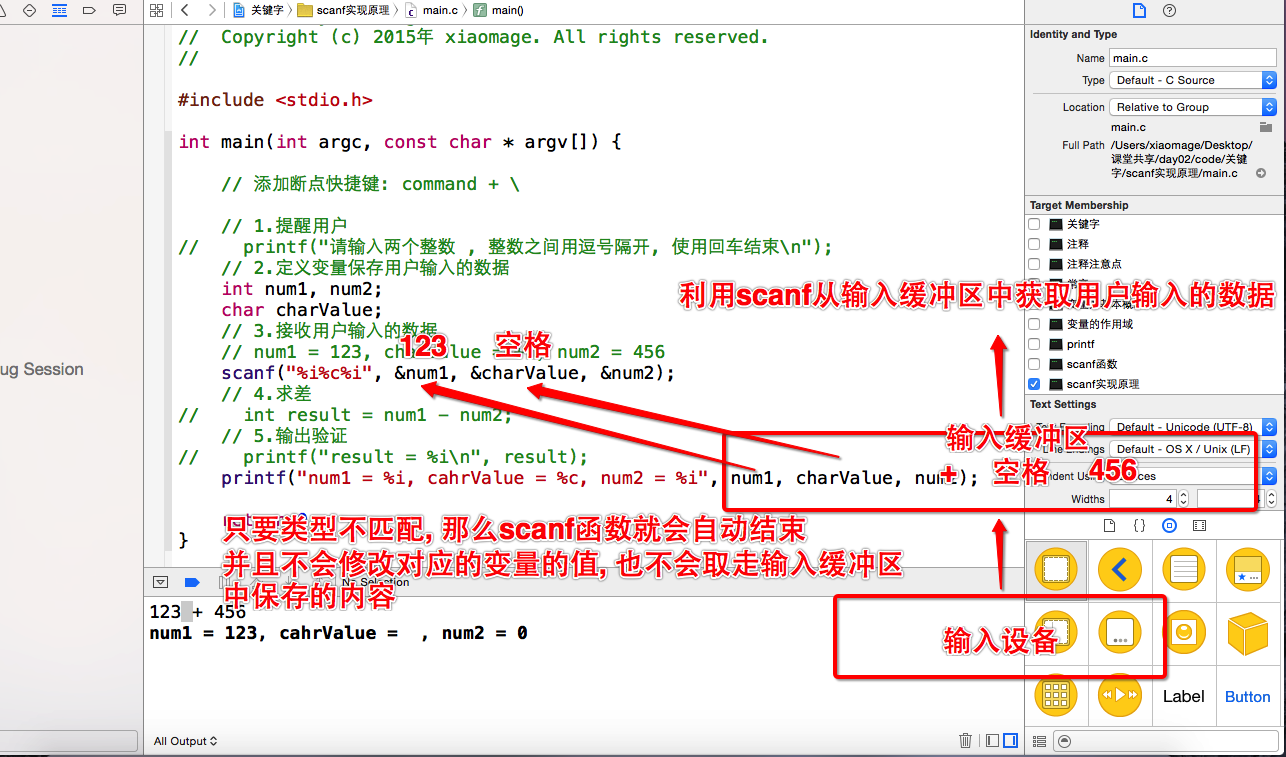 关键字 scanf实现原理 main.c main()
//  Copyright (c) 2015年 xiaomage. All rights reserved.
//
#include <stdio.h>
int main(int argc, const char * argv[]) {
// 添加断点快捷键: command + \
// 1.提醒用户
//    printf("请输入两个整数 , 整数之间用逗号隔开, 使用回车结束\n");
// 2.定义变量保存用户输入的数据
int num1, num2;
char charValue;
// 3.接收用户输入的数据
// num1 = 123, ch lue num2 = 456
scanf("%i%c%i", &num1, &charValue, &num2);
// 4.求差
//    int result = num1 - num2;
// 5.输出验证
//    printf("result = %i\n", result);
printf("num1 = %i, cahrValue = %c, num2 = %i", num1, charValue, num );
}
利用scanf从输入缓冲区中获取用户输入的数据
123 空格
输入缓冲区
+ 空格 456
输入设备
只要类型不匹配, 那么scanf函数就会自动结束
并且不会修改对应的变量的值, 也不会取走输入缓冲区
中保存的内容
ug Session
No Selection
123 + 456
num1 = 123, cahrValue =  , num2 = 0
All Output
Identity and Type
Name main.c
Type Default - C Source
Location Relative to Group
main.c
Full Path /Users/xiaomage/Desktop/
课堂共享/day02/code/关键
字/scanf实现原理/main.c
Target Membership
关键字
注释
注释注意点
变量的作用域
printf
scanf函数
scanf实现原理
Text Settings
Default - Unicode (UTF-8)
Default - OS X / Unix (LF)
Widths 4
{ }
Label Button